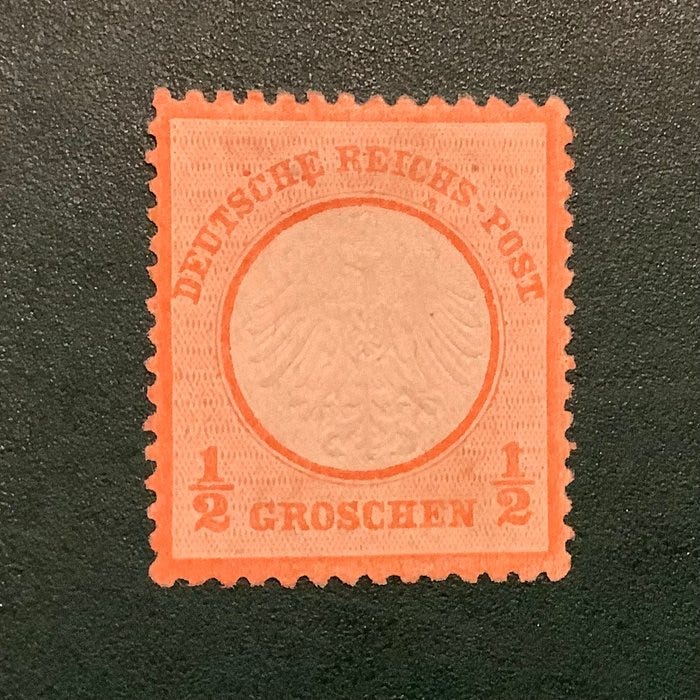 DEUTSCHE REICHS-POST
1/2 GROSCHEN 1/2